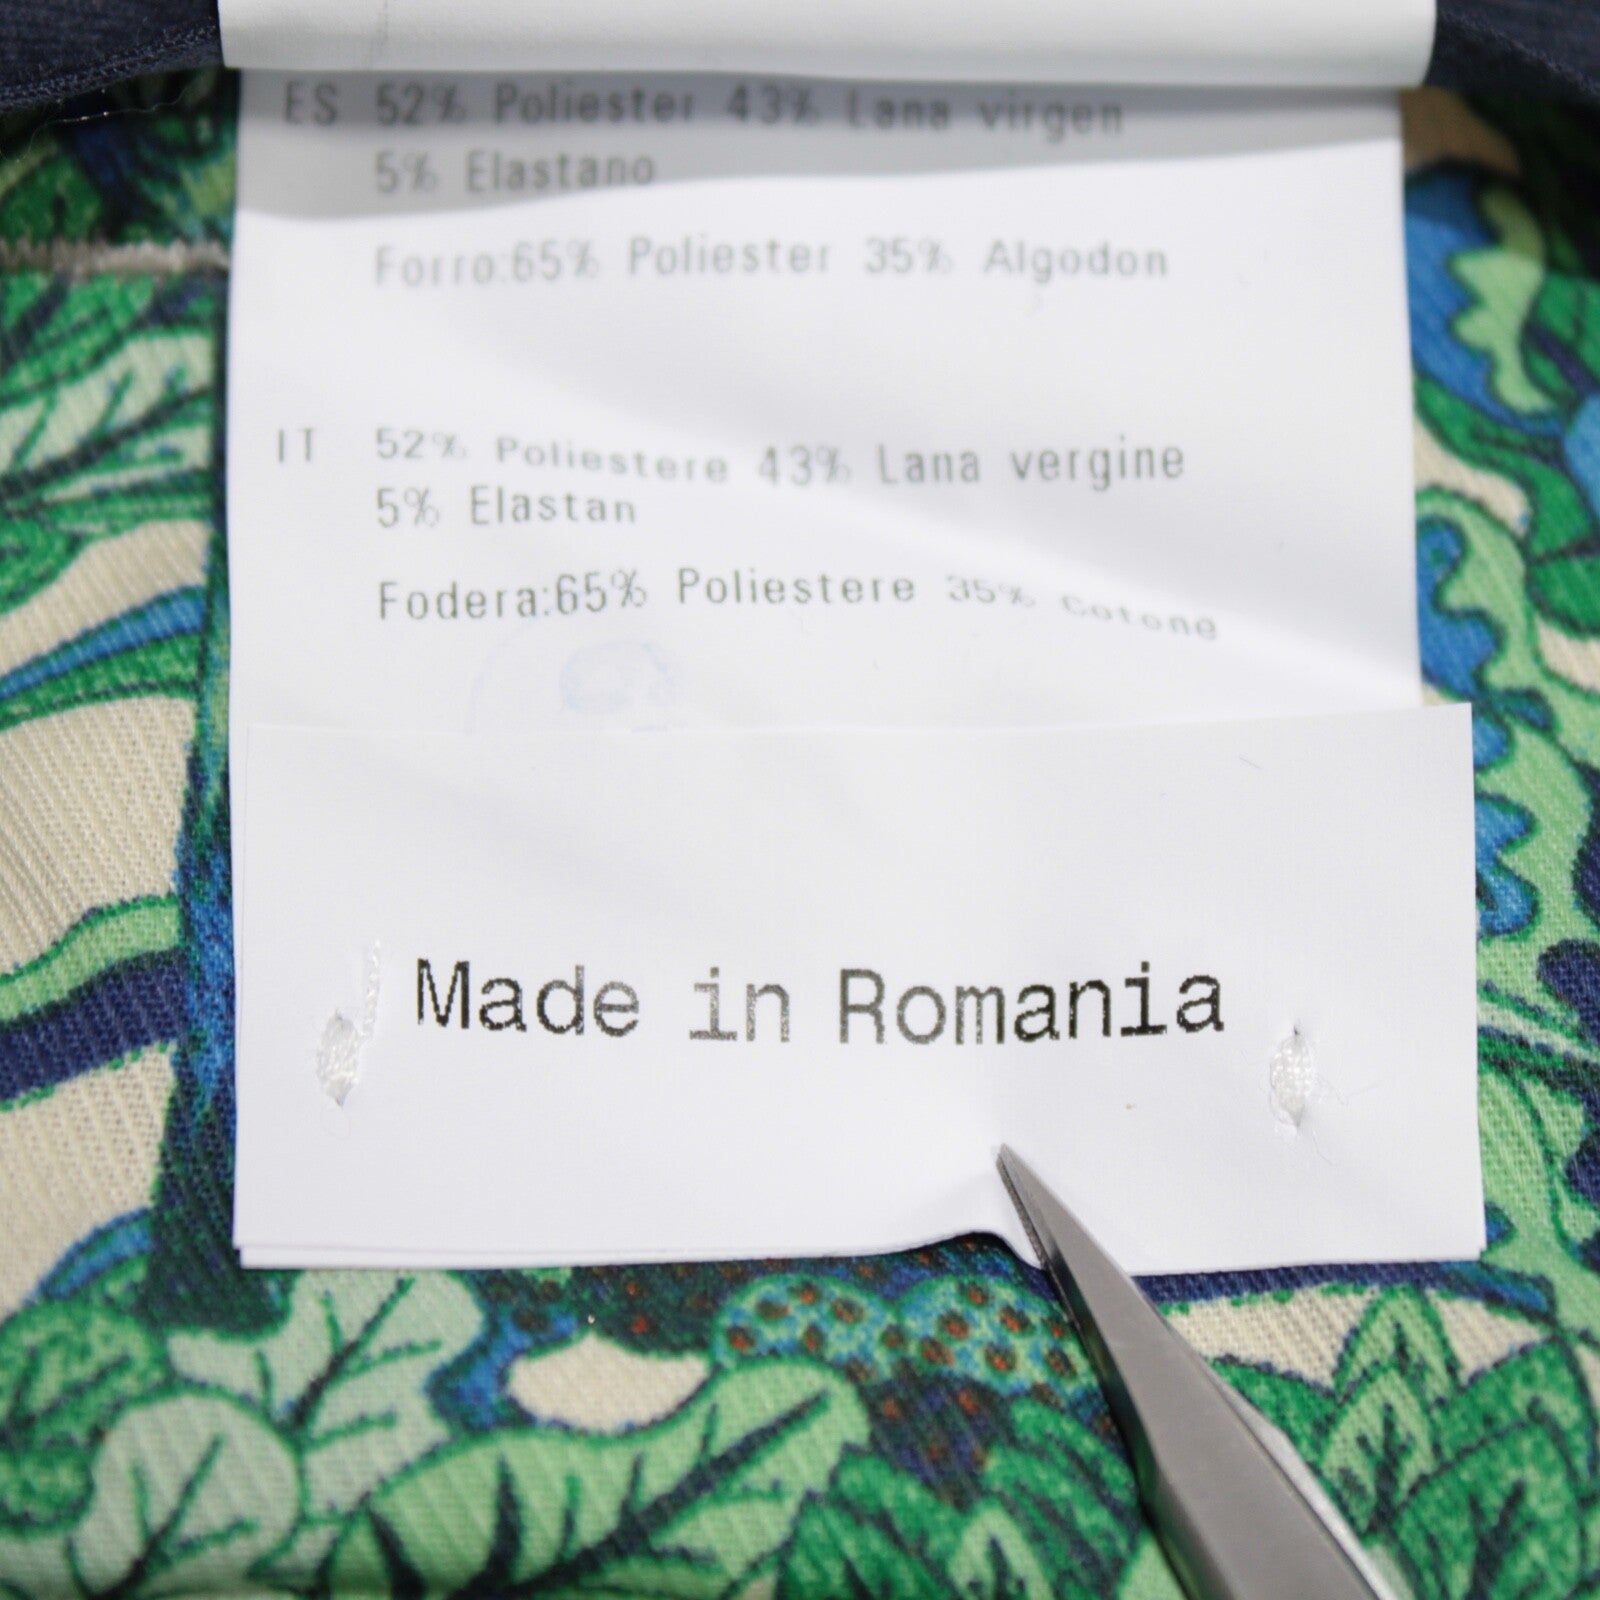 ES 52% Poliester 43% Lana virgen
5% Elastano
Forro:65% Poliester 35% Algodon
IT 52% Poliestere 43% Lana vergine
5% Elastan
Fodera:65% Poliestere 35% Cotone
Made in Romania